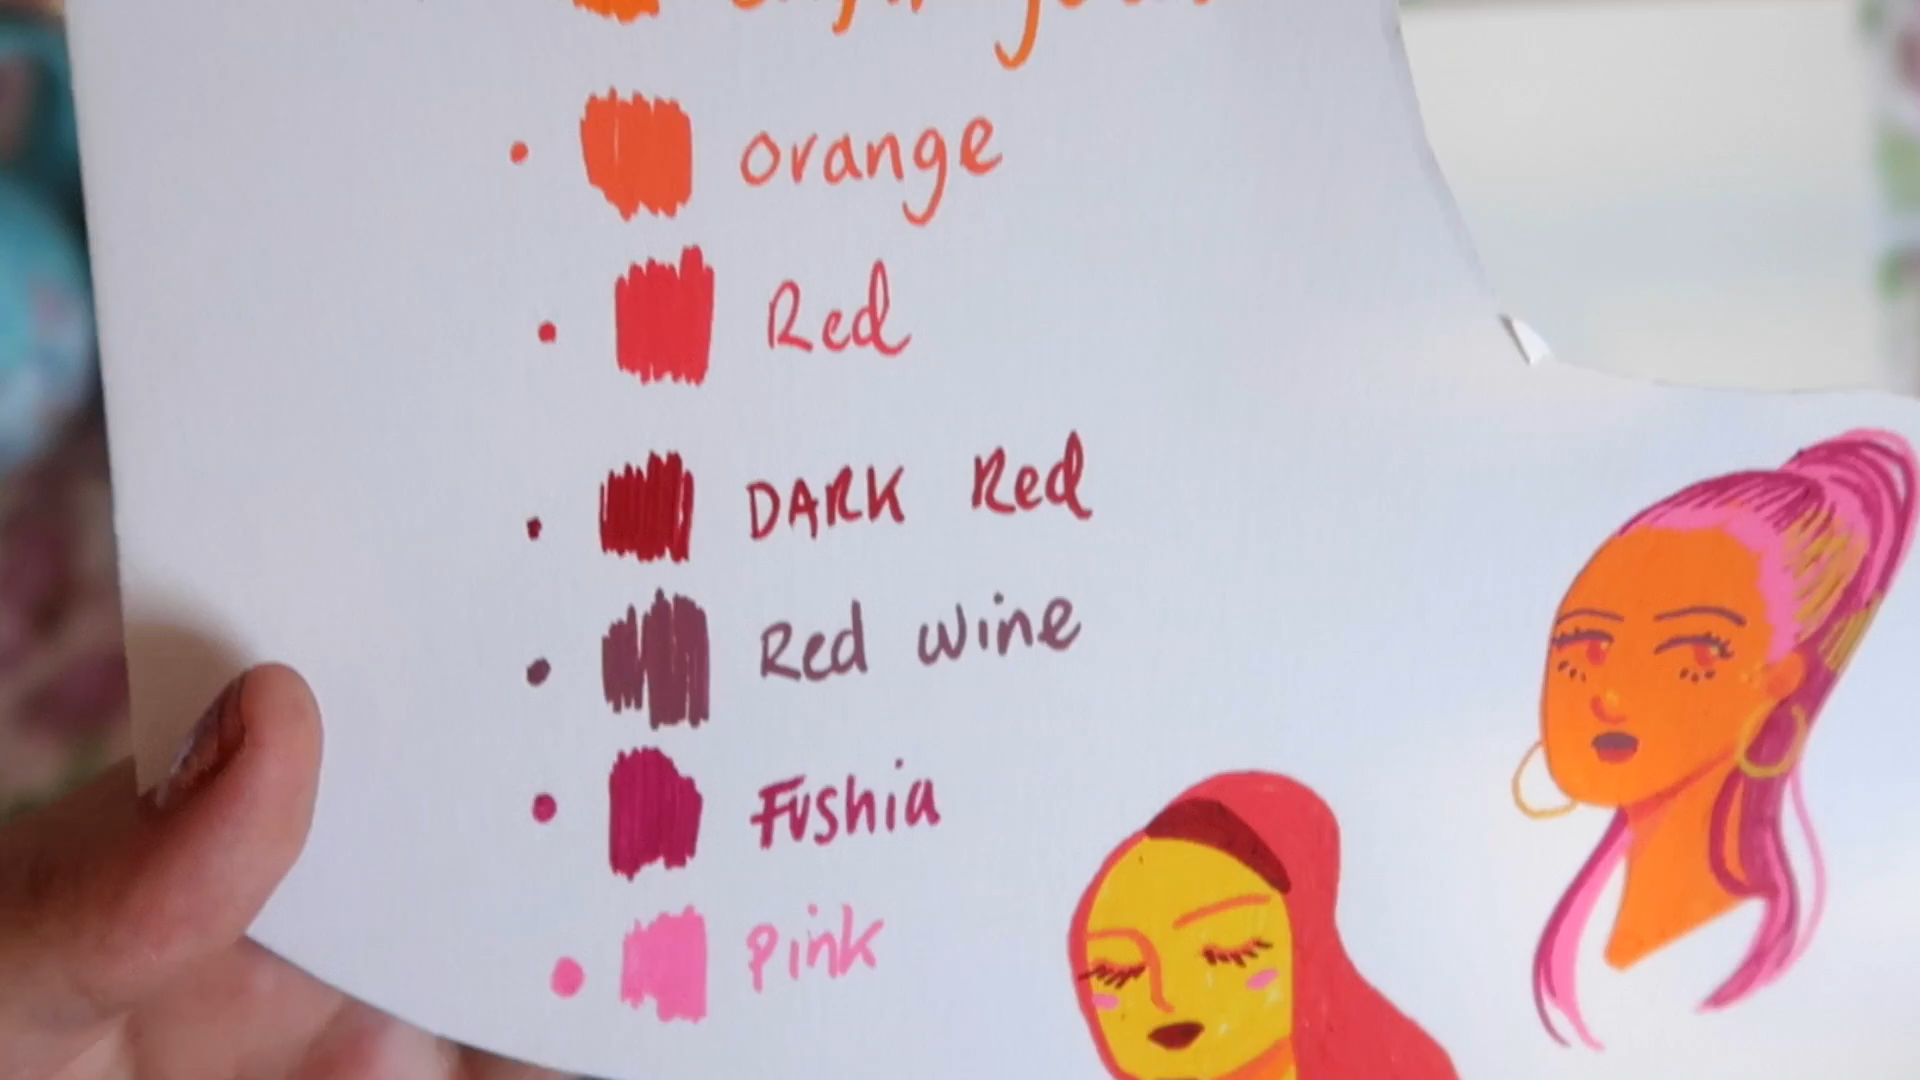 orange
Red
DARK Red
Red wine
Fushia
Pink